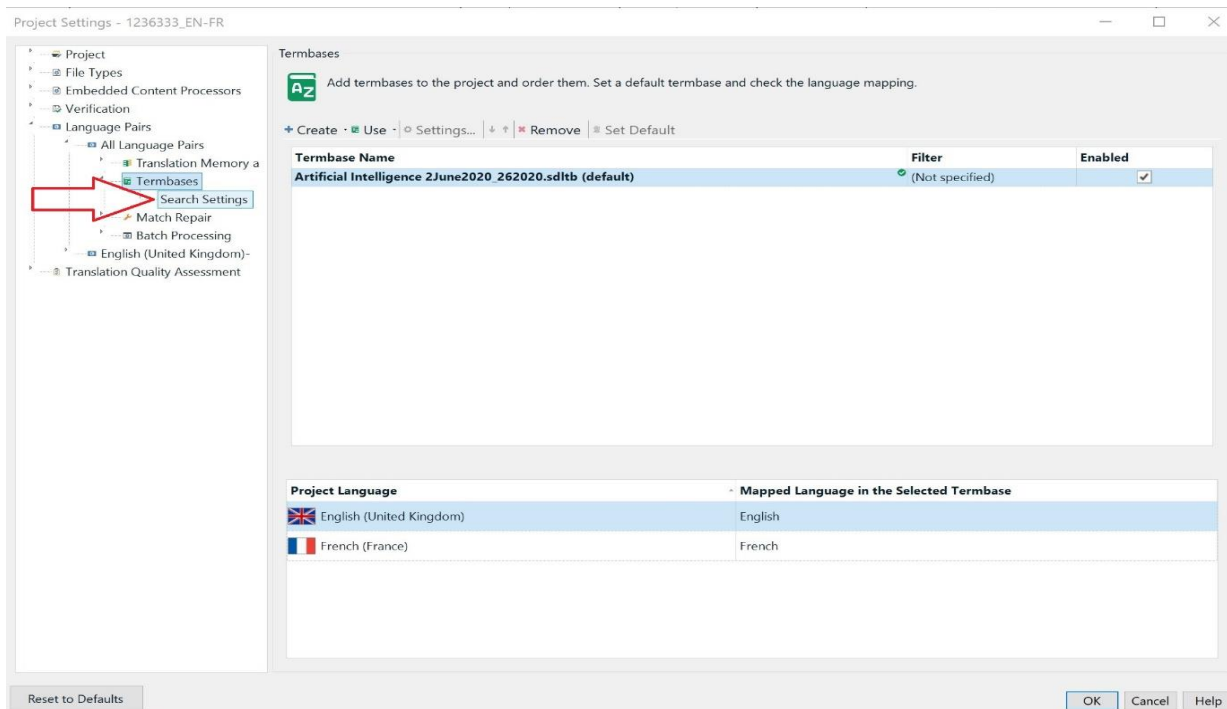 Project Settings - 1236333_EN-FR
Project
File Types
Embedded Content Processors
Verification
Language Pairs
All Language Pairs
Translation Memory a
Termbases
Search Settings
Match Repair
Batch Processing
English (United Kingdom)-
Translation Quality Assessment
Termbases
AZ
Add termbases to the project and order them. Set a default termbase and check the language mapping.
Create Use Settings... Remove Set Default
Termbase Name Filter Enabled
Artificial Intelligence 2June2020_262020.sdltb (default) (Not specified)
Project Language Mapped Language in the Selected Termbase
English (United Kingdom) English
French (France) French
Reset to Defaults OK Cancel Help